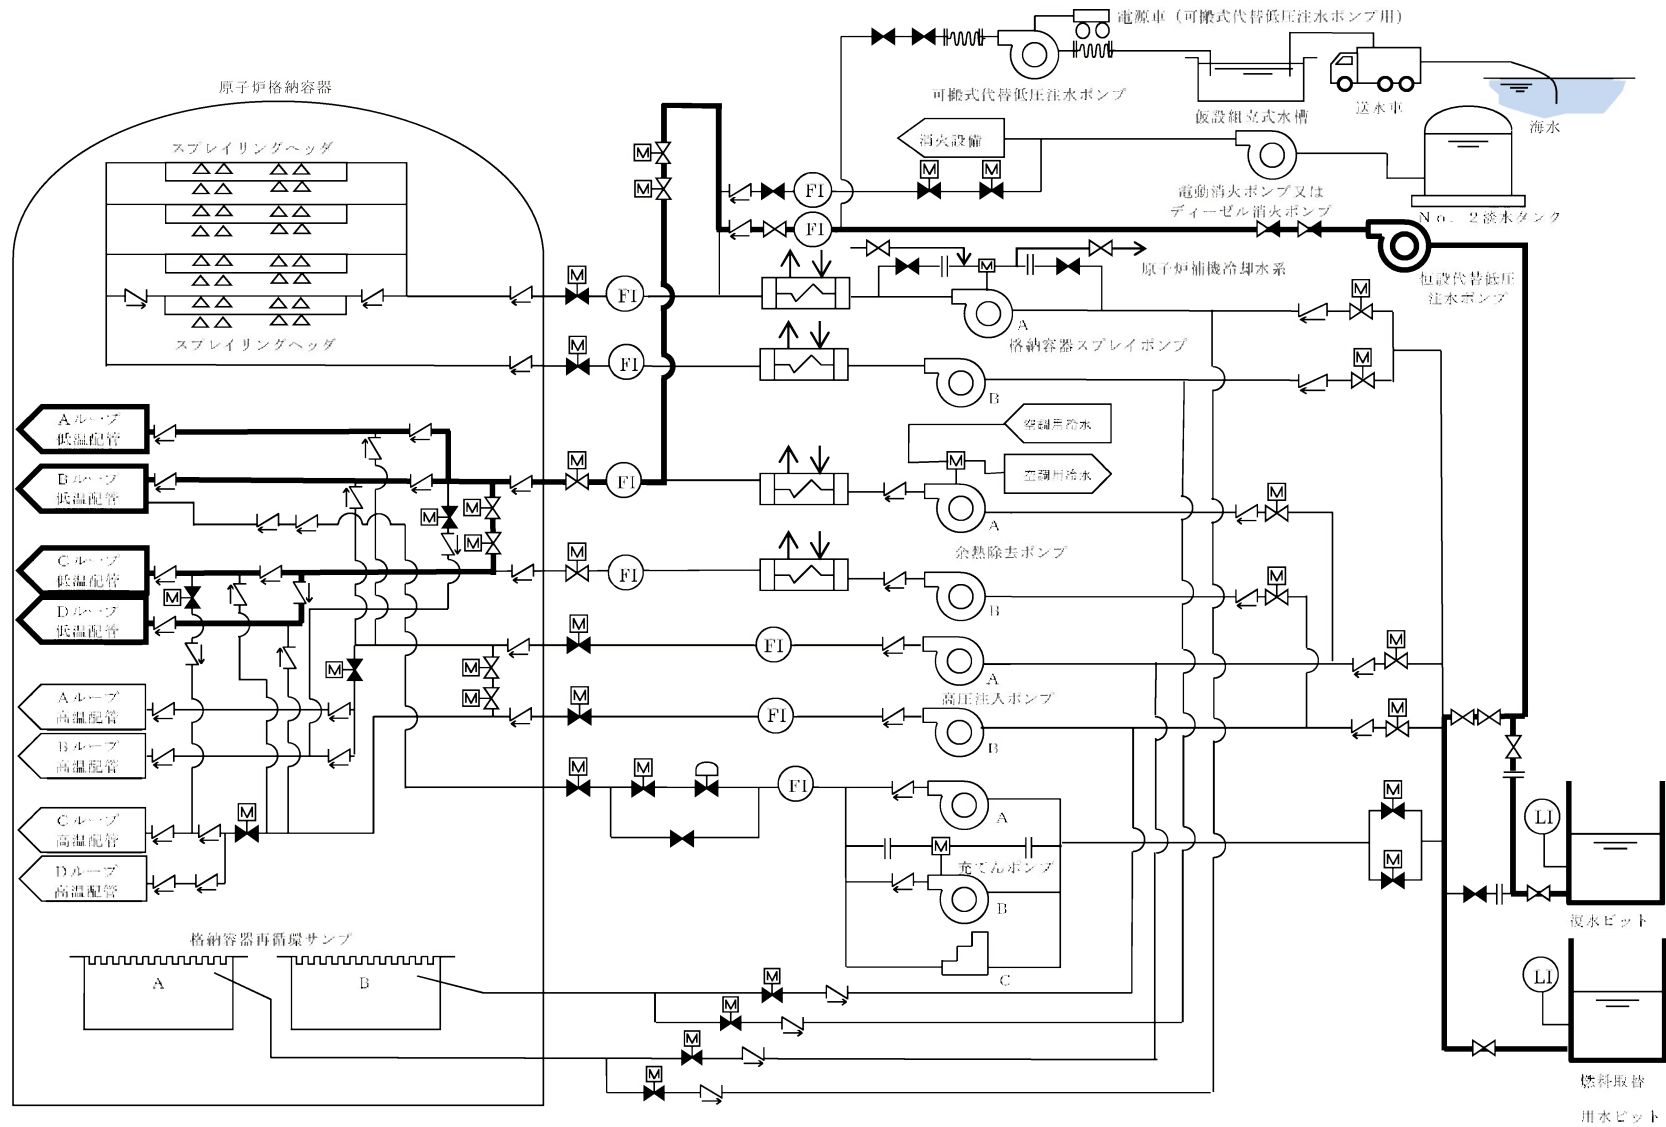 電源車（可搬式代替低圧注水ポンプ用）
可搬式代替低圧注水ポンプ
仮設組立式水槽
送水車
海水
原子炉格納容器
スプレイリングヘッダ
スプレイリングヘッダ
消火設備
M
M
M
M
FI
FI
電動消火ポンプ又は
ディーゼル消火ポンプ
Ｎｏ．２淡水タンク
原子炉補機冷却水系
恒設代替低圧
注水ポンプ
M
FI
M
A
M
格納容器スプレイポンプ
M
FI
B
M
Aループ
低温配管
空調用冷水
空調用冷水
M
Bループ
低温配管
M
FI
A
M
M
M
M
余熱除去ポンプ
Cループ
低温配管
M
FI
B
M
M
Dループ
低温配管
M
FI
A
M
M
M
M
高圧注入ポンプ
Aループ
高温配管
M
FI
B
M
Bループ
高温配管
M
M
FI
A
M
M
LI
Cループ
高温配管
M
M
充てんポンプ
Dループ
高温配管
B
復水ピット
C
格納容器再循環サンプ
A
B
M
M
M
M
LI
燃料取替
用水ピット